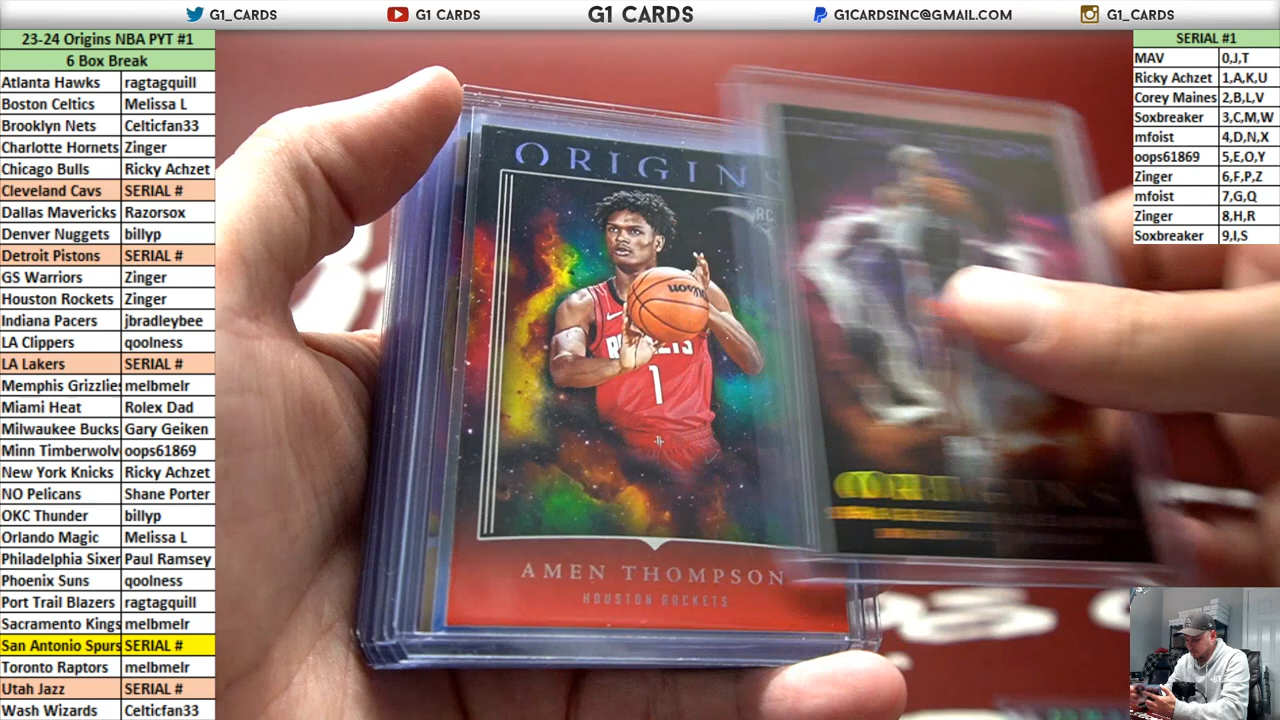 G1_CARDS G1 CARDS G1 CARDS G1CARDSINC@GMAIL.COM G1_CARDS
23-24 Origins NBA PYT #1
6 Box Break
Atlanta Hawks ragtagquill
Boston Celtics Melissa L
Brooklyn Nets Celticfan33
Charlotte Hornets Zinger
Chicago Bulls Ricky Achzet
Cleveland Cavs SERIAL #
Dallas Mavericks Razorsox
Denver Nuggets billyp
Detroit Pistons SERIAL #
GS Warriors Zinger
Houston Rockets Zinger
Indiana Pacers jbradleybee
LA Clippers qoolness
LA Lakers SERIAL #
Memphis Grizzlies melbmelr
Miami Heat Rolex Dad
Milwaukee Bucks Gary Geiken
Minn Timberwolv oops61869
New York Knicks Ricky Achzet
NO Pelicans Shane Porter
OKC Thunder billyp
Orlando Magic Melissa L
Philadelphia Sixer Paul Ramsey
Phoenix Suns qoolness
Port Trail Blazers ragtagquill
Sacramento Kings melbmelr
San Antonio Spurs SERIAL #
Toronto Raptors melbmelr
Utah Jazz SERIAL #
Wash Wizards Celticfan33
ORIGINS
RC
Wilson
ROCKETS
1
AMEN THOMPSON
HOUSTON ROCKETS
SERIAL #1
MAV 0,J,T
Ricky Achzet 1,A,K,U
Corey Maines 2,B,L,V
Soxbreaker 3,C,M,W
mfoist 4,D,N,X
oops61869 5,E,O,Y
Zinger 6,F,P,Z
mfoist 7,G,Q
Zinger 8,H,R
Soxbreaker 9,I,S